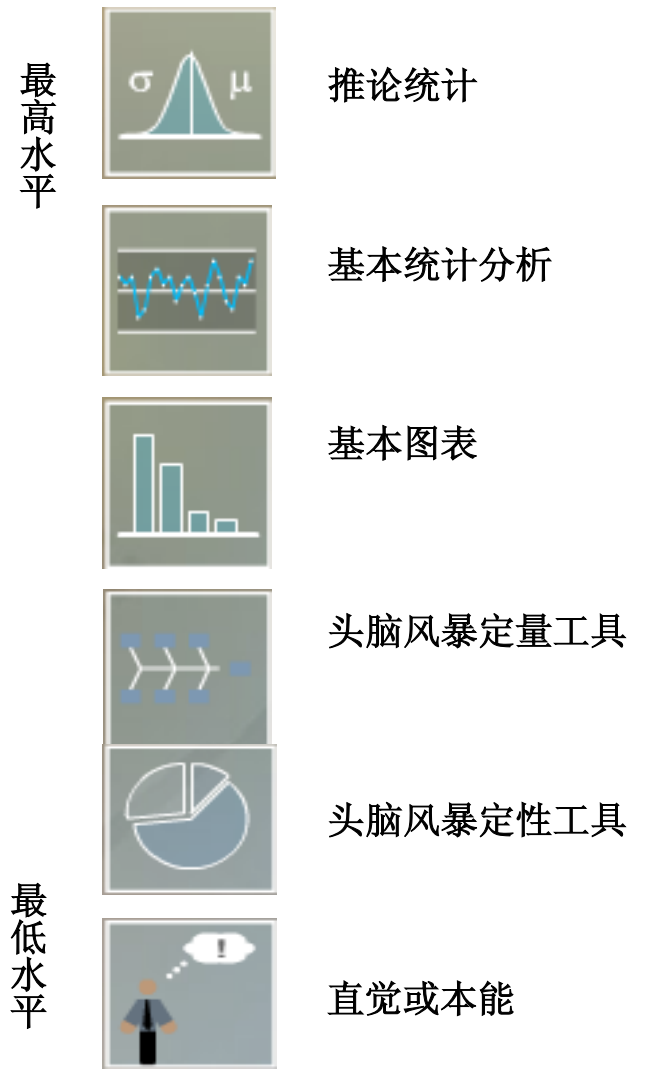 最高水平
σ μ
推论统计
基本统计分析
基本图表
头脑风暴定量工具
头脑风暴定性工具
最低水平
!
直觉或本能